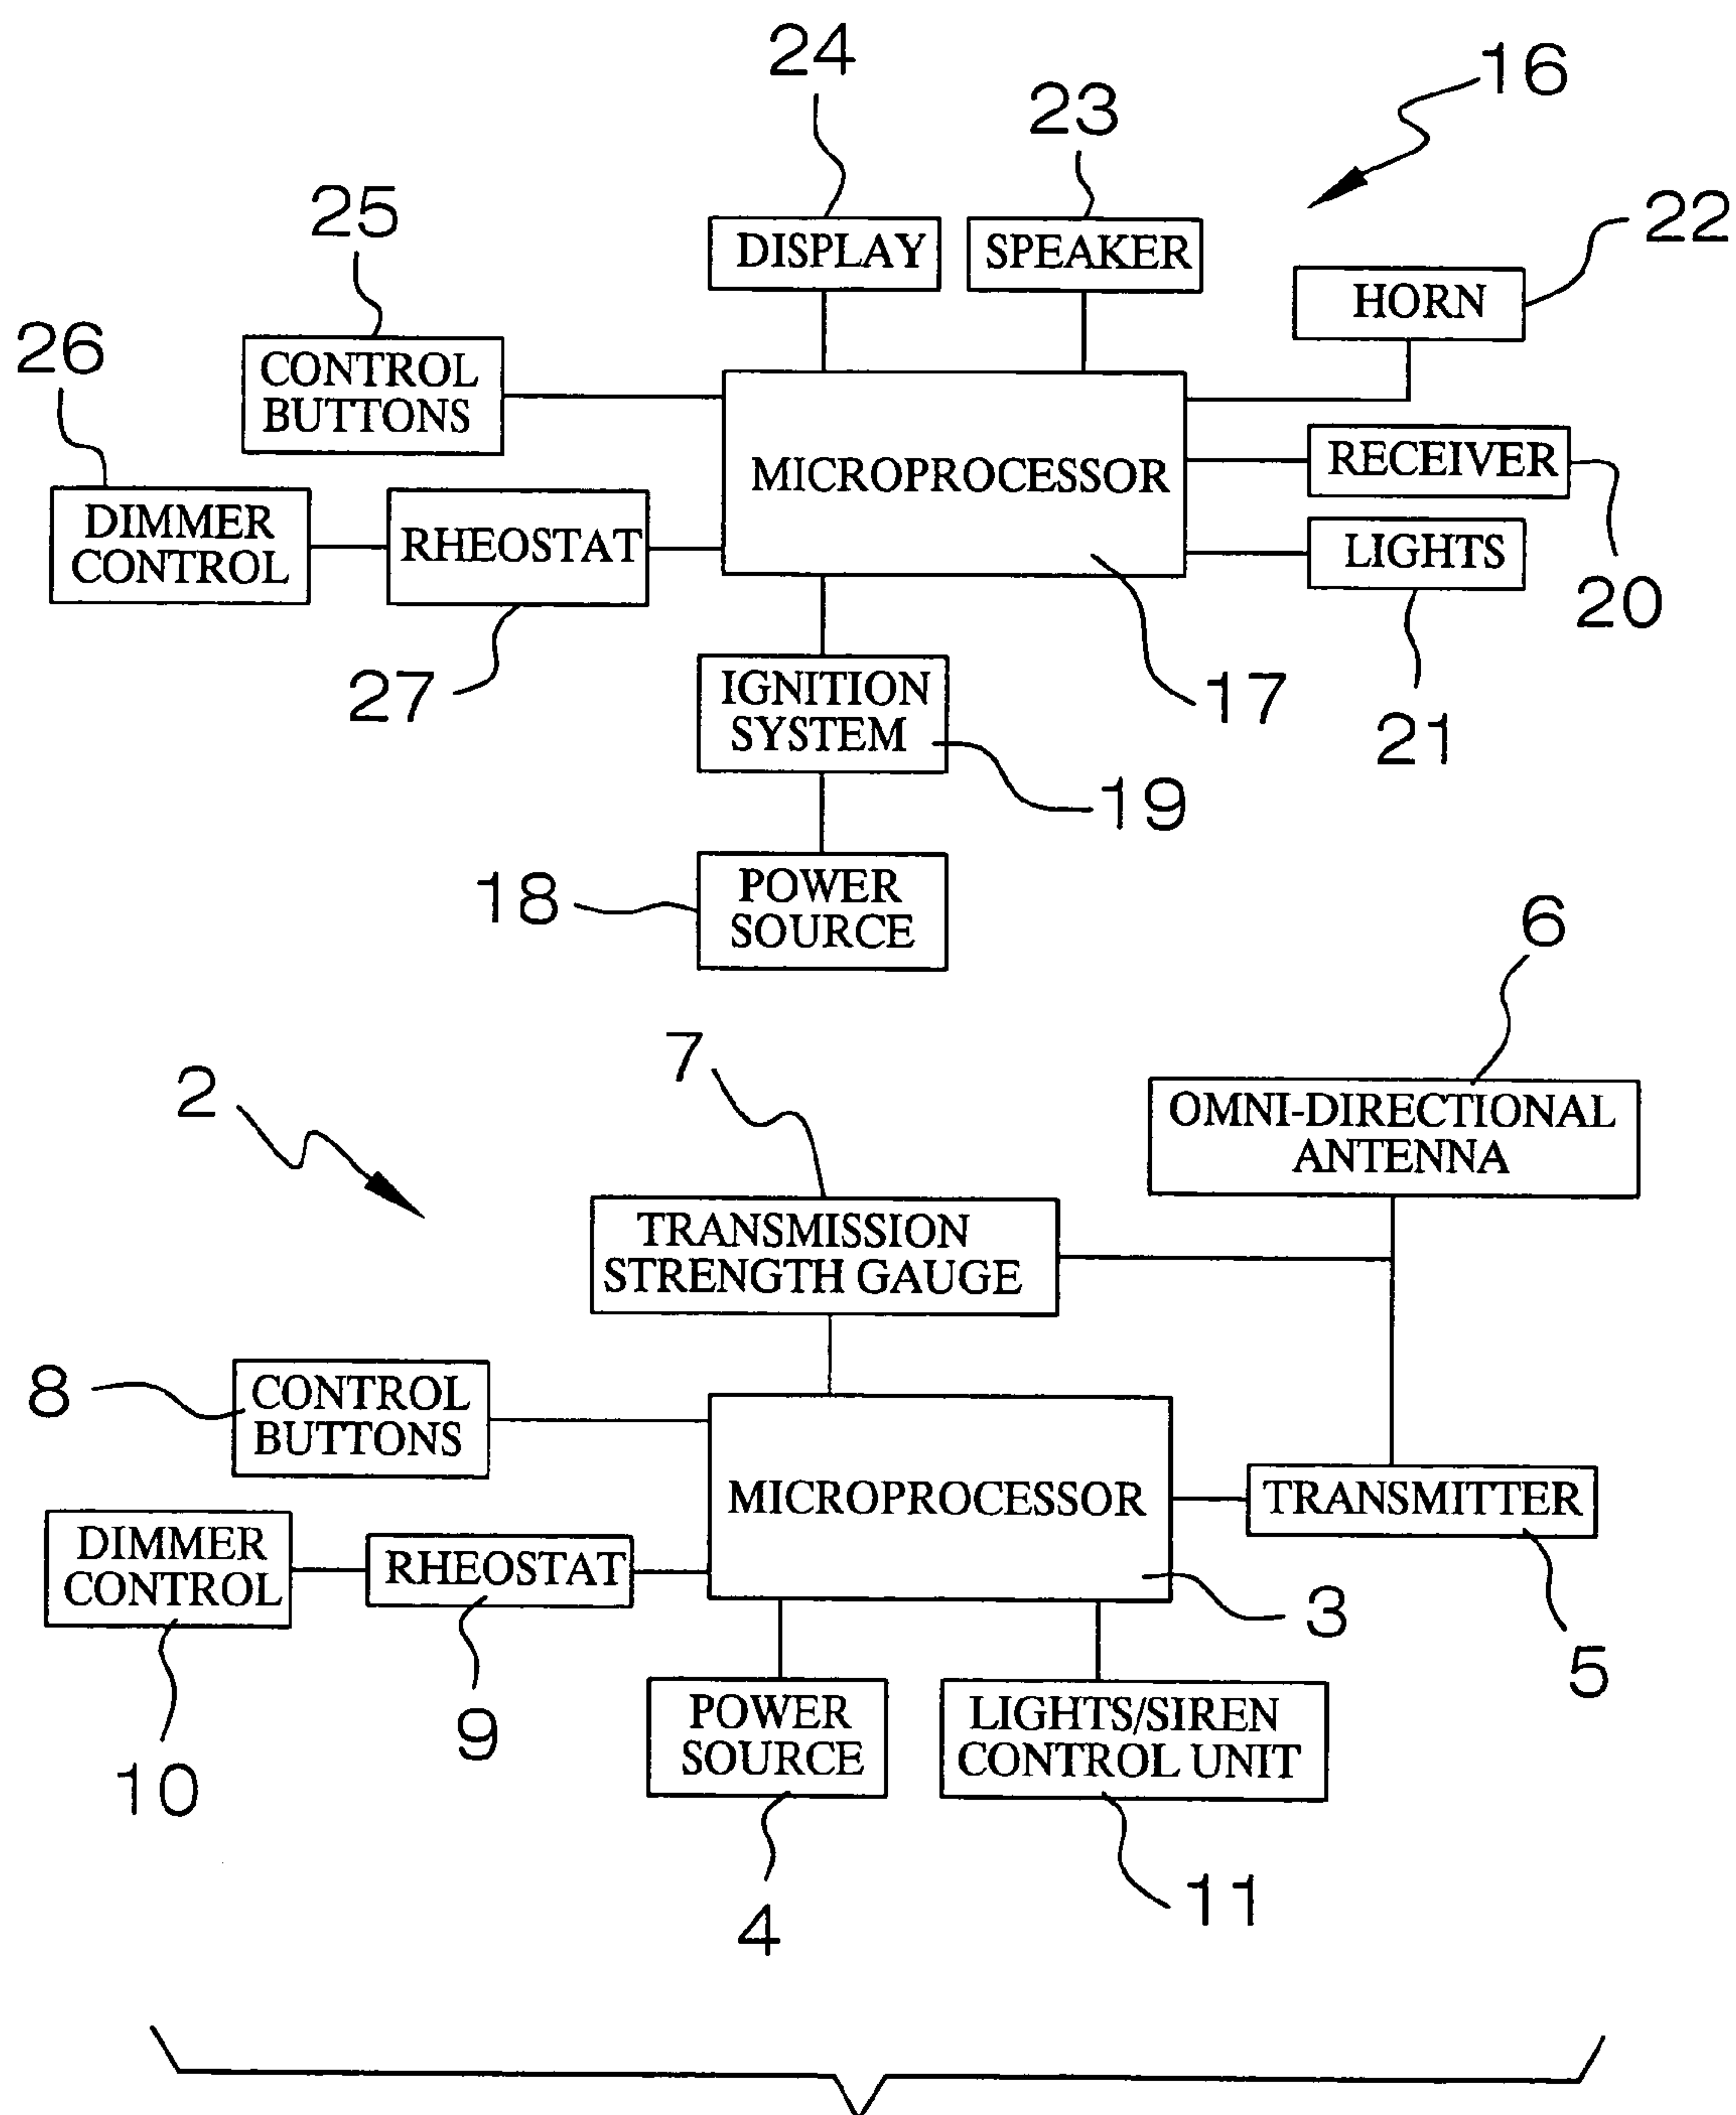 24
16
23
22
25
DISPLAY
SPEAKER
HORN
26
CONTROL
BUTTONS
MICROPROCESSOR
RECEIVER
DIMMER
CONTROL
RHEOSTAT
LIGHTS
20
27
IGNITION
SYSTEM
17
21
19
18
POWER
SOURCE
6
7
2
OMNI-DIRECTIONAL
ANTENNA
TRANSMISSION
STRENGTH GAUGE
8
CONTROL
BUTTONS
MICROPROCESSOR
TRANSMITTER
DIMMER
CONTROL
RHEOSTAT
3
5
9
POWER
SOURCE
LIGHTS/SIREN
CONTROL UNIT
10
4
11